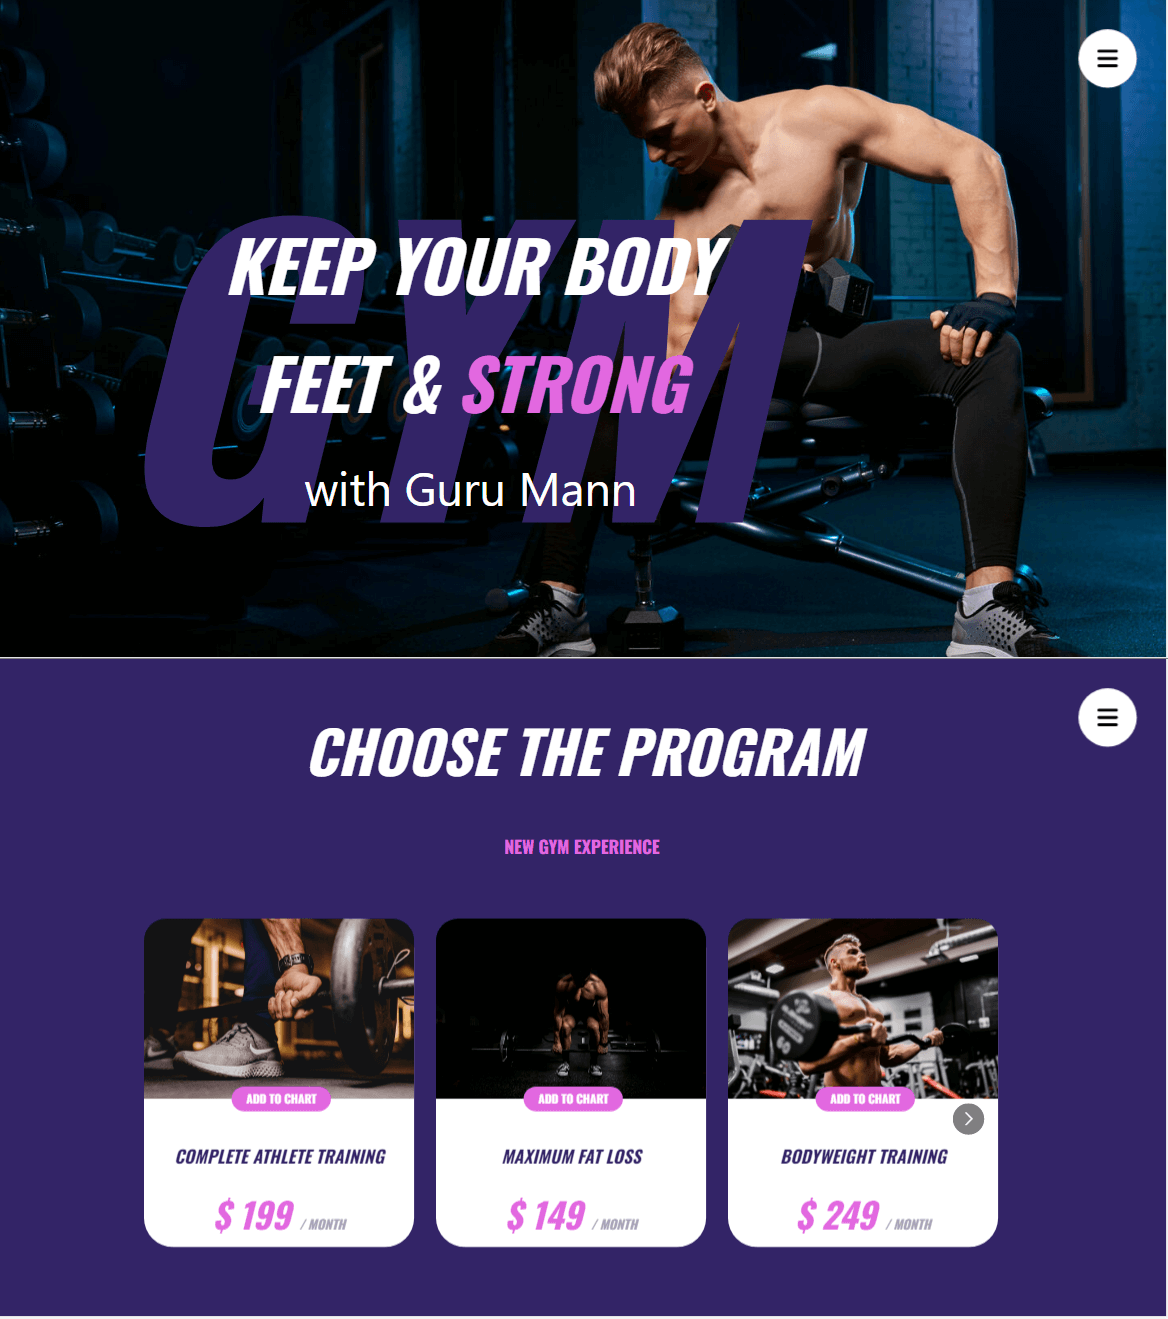 GYM
KEEP YOUR BODY
FEET & STRONG
with Guru Mann
CHOOSE THE PROGRAM
NEW GYM EXPERIENCE
ADD TO CHART
COMPLETE ATHLETE TRAINING
$ 199 / MONTH
ADD TO CHART
MAXIMUM FAT LOSS
$ 149 / MONTH
ADD TO CHART
BODYWEIGHT TRAINING
$ 249 / MONTH